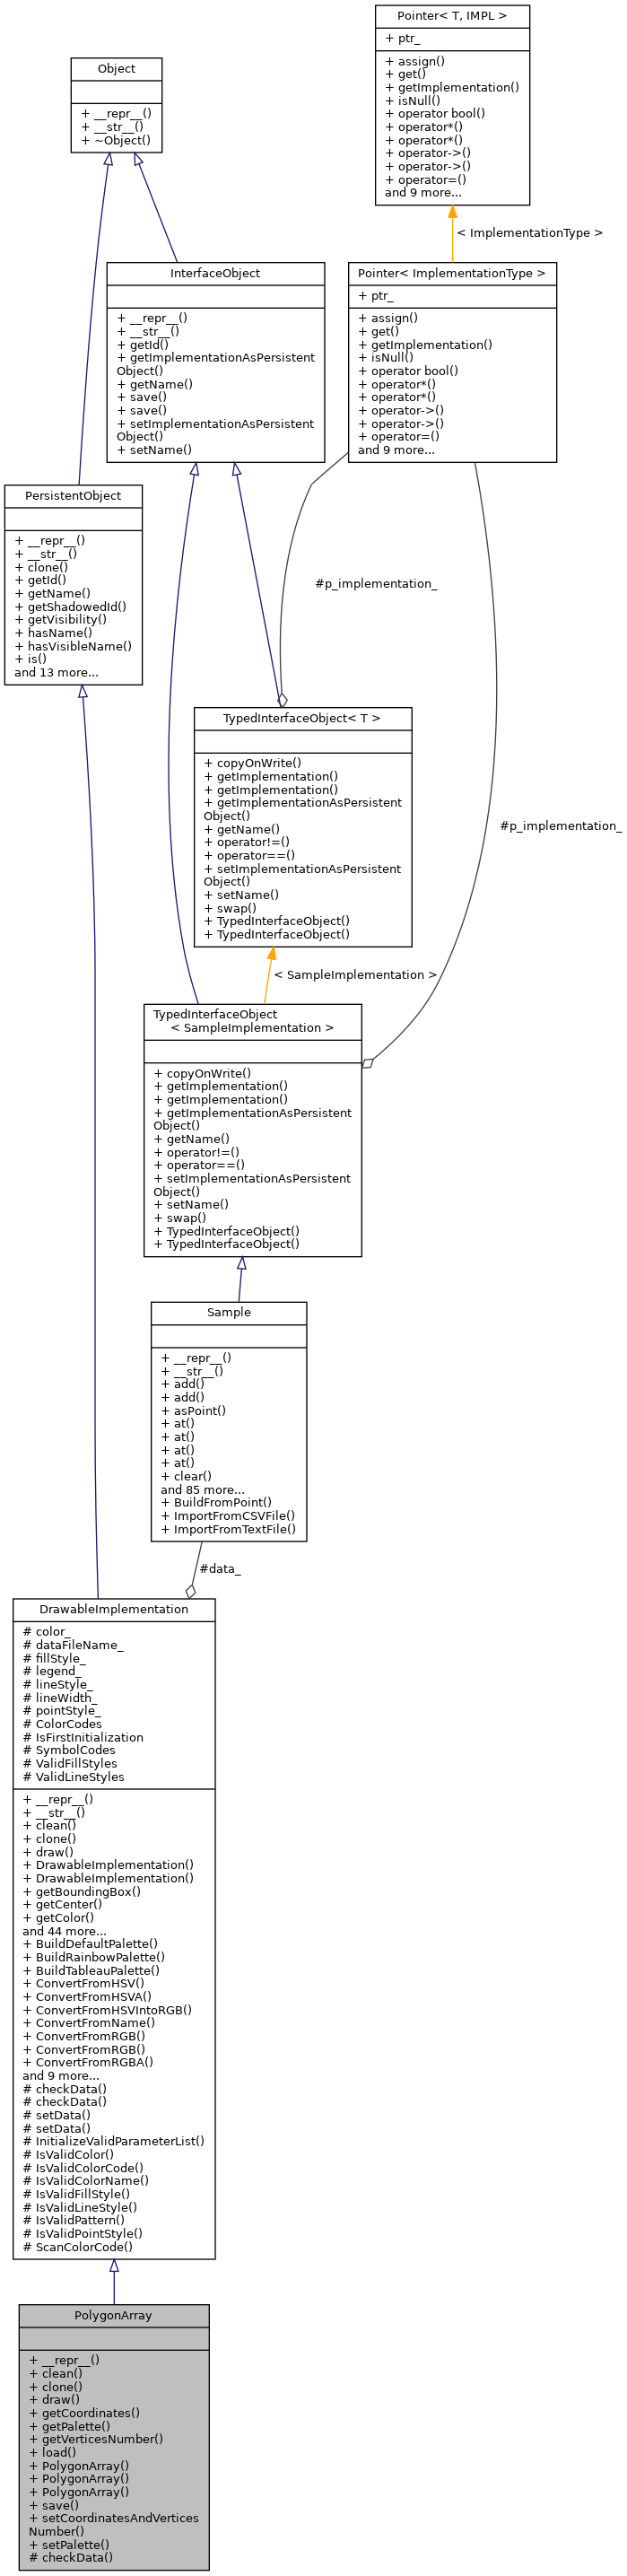 Pointer< T, IMPL >
+ ptr_
+ assign()
+ get()
+ getImplementation()
+ isNull()
+ operator bool()
+ operator*()
+ operator*()
+ operator->()
+ operator->()
+ operator=()
and 9 more...
Object
+ __repr__()
+ __str__()
+ ~Object()
< ImplementationType >
InterfaceObject
+ __repr__()
+ __str__()
+ getId()
+ getImplementationAsPersistent
Object()
+ getName()
+ save()
+ save()
+ setImplementationAsPersistent
Object()
+ setName()
Pointer< ImplementationType >
+ ptr_
+ assign()
+ get()
+ getImplementation()
+ isNull()
+ operator bool()
+ operator*()
+ operator*()
+ operator->()
+ operator->()
+ operator=()
and 9 more...
PersistentObject
+ __repr__()
+ __str__()
+ clone()
+ getId()
+ getName()
+ getShadowedId()
+ getVisibility()
+ hasName()
+ hasVisibleName()
+ is()
and 13 more...
#p_implementation_
TypedInterfaceObject< T >
+ copyOnWrite()
+ getImplementation()
+ getImplementation()
+ getImplementationAsPersistent
Object()
+ getName()
+ operator!=()
+ operator==()
+ setImplementationAsPersistent
Object()
+ setName()
+ swap()
+ TypedInterfaceObject()
+ TypedInterfaceObject()
#p_implementation_
< SampleImplementation >
TypedInterfaceObject
< SampleImplementation >
+ copyOnWrite()
+ getImplementation()
+ getImplementation()
+ getImplementationAsPersistent
Object()
+ getName()
+ operator!=()
+ operator==()
+ setImplementationAsPersistent
Object()
+ setName()
+ swap()
+ TypedInterfaceObject()
+ TypedInterfaceObject()
Sample
+ __repr__()
+ __str__()
+ add()
+ add()
+ asPoint()
+ at()
+ at()
+ at()
+ at()
+ clear()
and 85 more...
+ BuildFromPoint()
+ ImportFromCSVFile()
+ ImportFromTextFile()
#data_
DrawableImplementation
# color_
# dataFileName_
# fillStyle_
# legend_
# lineStyle_
# lineWidth_
# pointStyle_
# ColorCodes
# IsFirstInitialization
# SymbolCodes
# ValidFillStyles
# ValidLineStyles
+ __repr__()
+ __str__()
+ clean()
+ clone()
+ draw()
+ DrawableImplementation()
+ DrawableImplementation()
+ getBoundingBox()
+ getCenter()
+ getColor()
and 44 more...
+ BuildDefaultPalette()
+ BuildRainbowPalette()
+ BuildTableauPalette()
+ ConvertFromHSV()
+ ConvertFromHSVA()
+ ConvertFromHSVIntoRGB()
+ ConvertFromName()
+ ConvertFromRGB()
+ ConvertFromRGB()
+ ConvertFromRGBA()
and 9 more...
# checkData()
# checkData()
# setData()
# setData()
# InitializeValidParameterList()
# IsValidColor()
# IsValidColorCode()
# IsValidColorName()
# IsValidFillStyle()
# IsValidLineStyle()
# IsValidPattern()
# IsValidPointStyle()
# ScanColorCode()
PolygonArray
+ __repr__()
+ clean()
+ clone()
+ draw()
+ getCoordinates()
+ getPalette()
+ getVerticesNumber()
+ load()
+ PolygonArray()
+ PolygonArray()
+ PolygonArray()
+ save()
+ setCoordinatesAndVertices
Number()
+ setPalette()
# checkData()